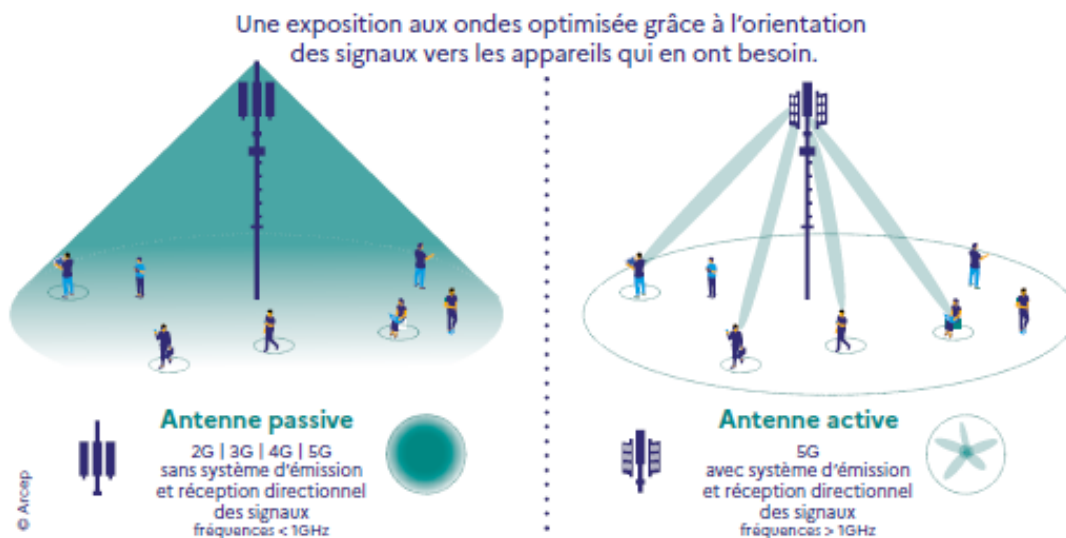 Une exposition aux ondes optimisée grâce à l'orientation
des signaux vers les appareils qui en ont besoin.
Antenne passive
2G | 3G | 4G | 5G
sans système d'émission
et réception directionnel
des signaux
fréquences < 1GHz
Antenne active
5G
avec système d'émission
et réception directionnel
des signaux
fréquences > 1GHz
© Arcep